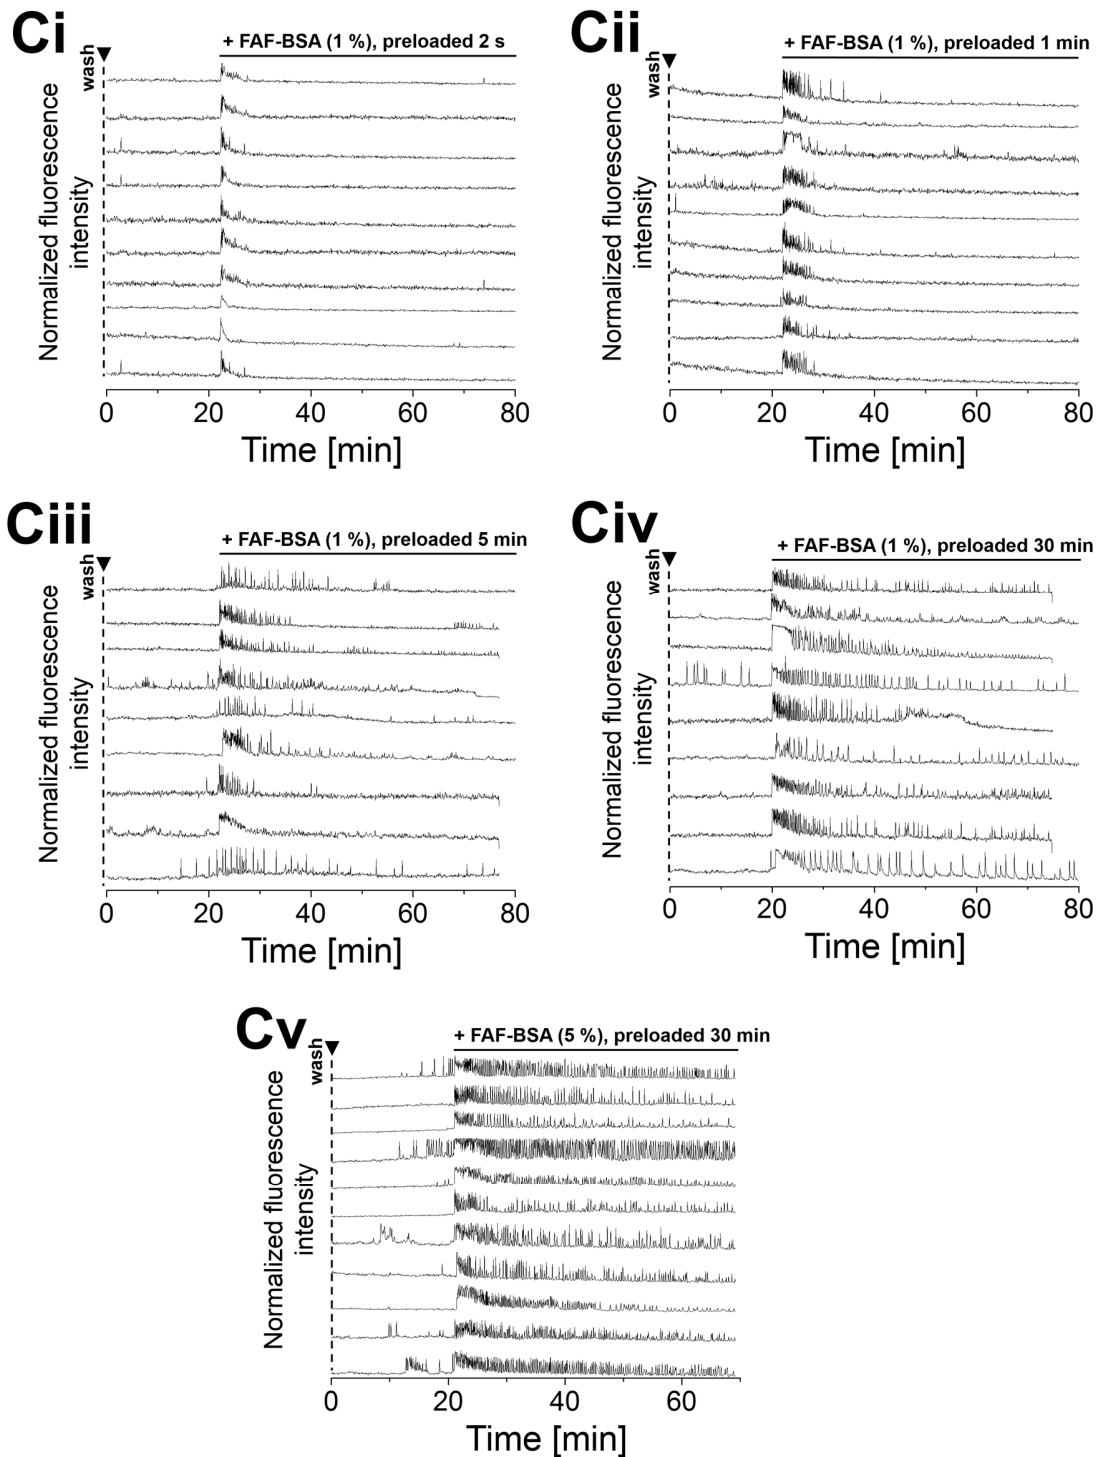 Ci
+ FAF-BSA (1 %), preloaded 2 s
wash
Normalized fluorescence
intensity
0 20 40 60 80
Time [min]
Cii
+ FAF-BSA (1 %), preloaded 1 min
wash
Normalized fluorescence
intensity
0 20 40 60 80
Time [min]
Ciii
+ FAF-BSA (1 %), preloaded 5 min
wash
Normalized fluorescence
intensity
0 20 40 60 80
Time [min]
Civ
+ FAF-BSA (1 %), preloaded 30 min
wash
Normalized fluorescence
intensity
0 20 40 60 80
Time [min]
Cv
+ FAF-BSA (5 %), preloaded 30 min
wash
Normalized fluorescence
intensity
0 20 40 60
Time [min]